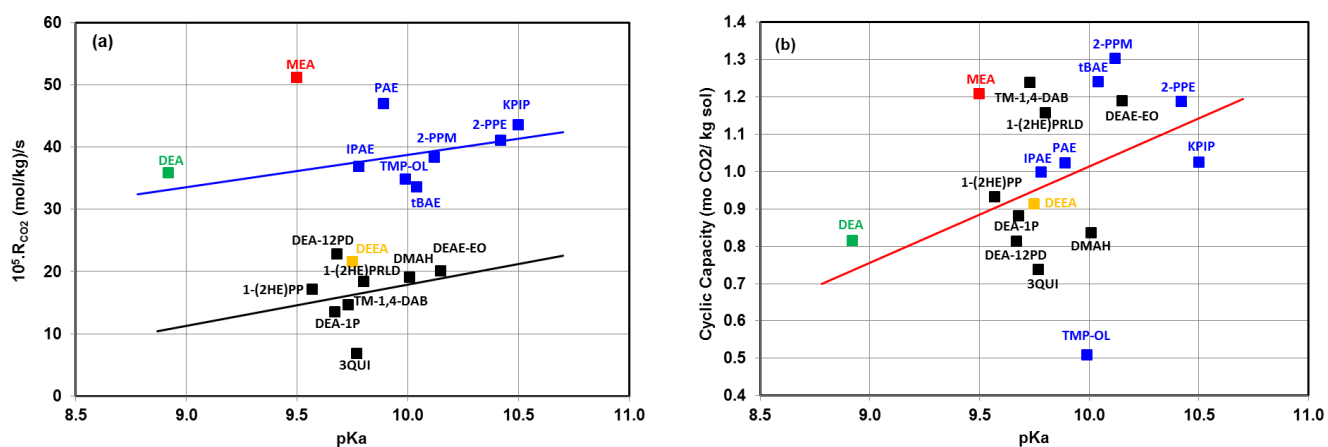 (a)
10⁵.R_CO2 (mol/kg)/s
60
50
40
30
20
10
0
MEA
PAE
KPIP
2-PPE
2-PPM
IPAE
TMP-OL
DEA
tBAE
DEA-12PD
DEEA
DMAH
DEAE-EO
1-(2HE)PRLD
1-(2HE)PP
TM-1,4-DAB
DEA-1P
3QUI
8.5 9.0 9.5 10.0 10.5 11.0
pKa
(b)
Cyclic Capacity (mo CO2/ kg sol)
1.4
1.3
1.2
1.1
1.0
0.9
0.8
0.7
0.6
0.5
0.4
2-PPM
tBAE
MEA
2-PPE
TM-1,4-DAB
DEAE-EO
1-(2HE)PRLD
IPAE
PAE
KPIP
1-(2HE)PP
DEEA
DEA-1P
DEA
DEA-12PD
DMAH
3QUI
TMP-OL
8.5 9.0 9.5 10.0 10.5 11.0
pKa